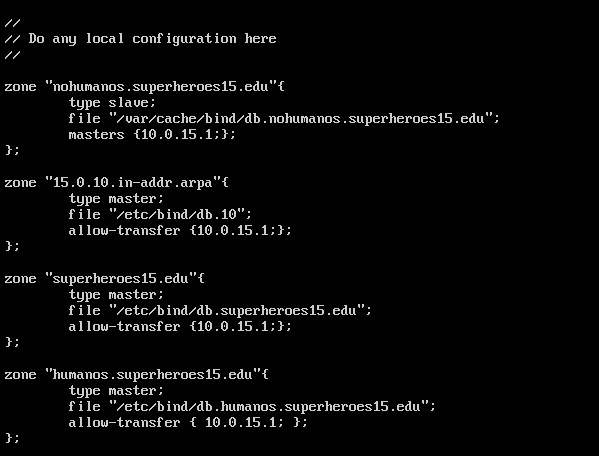 //
// Do any local configuration here
//
zone "nohumanos.superheroes15.edu"{
type slave;
file "/var/cache/bind/db.nohumanos.superheroes15.edu";
masters {10.0.15.1;};
};
zone "15.0.10.in-addr.arpa"{
type master;
file "/etc/bind/db.10";
allow-transfer {10.0.15.1;};
};
zone "superheroes15.edu"{
type master;
file "/etc/bind/db.superheroes15.edu";
allow-transfer {10.0.15.1;};
};
zone "humanos.superheroes15.edu"{
type master;
file "/etc/bind/db.humanos.superheroes15.edu";
allow-transfer { 10.0.15.1; };
};